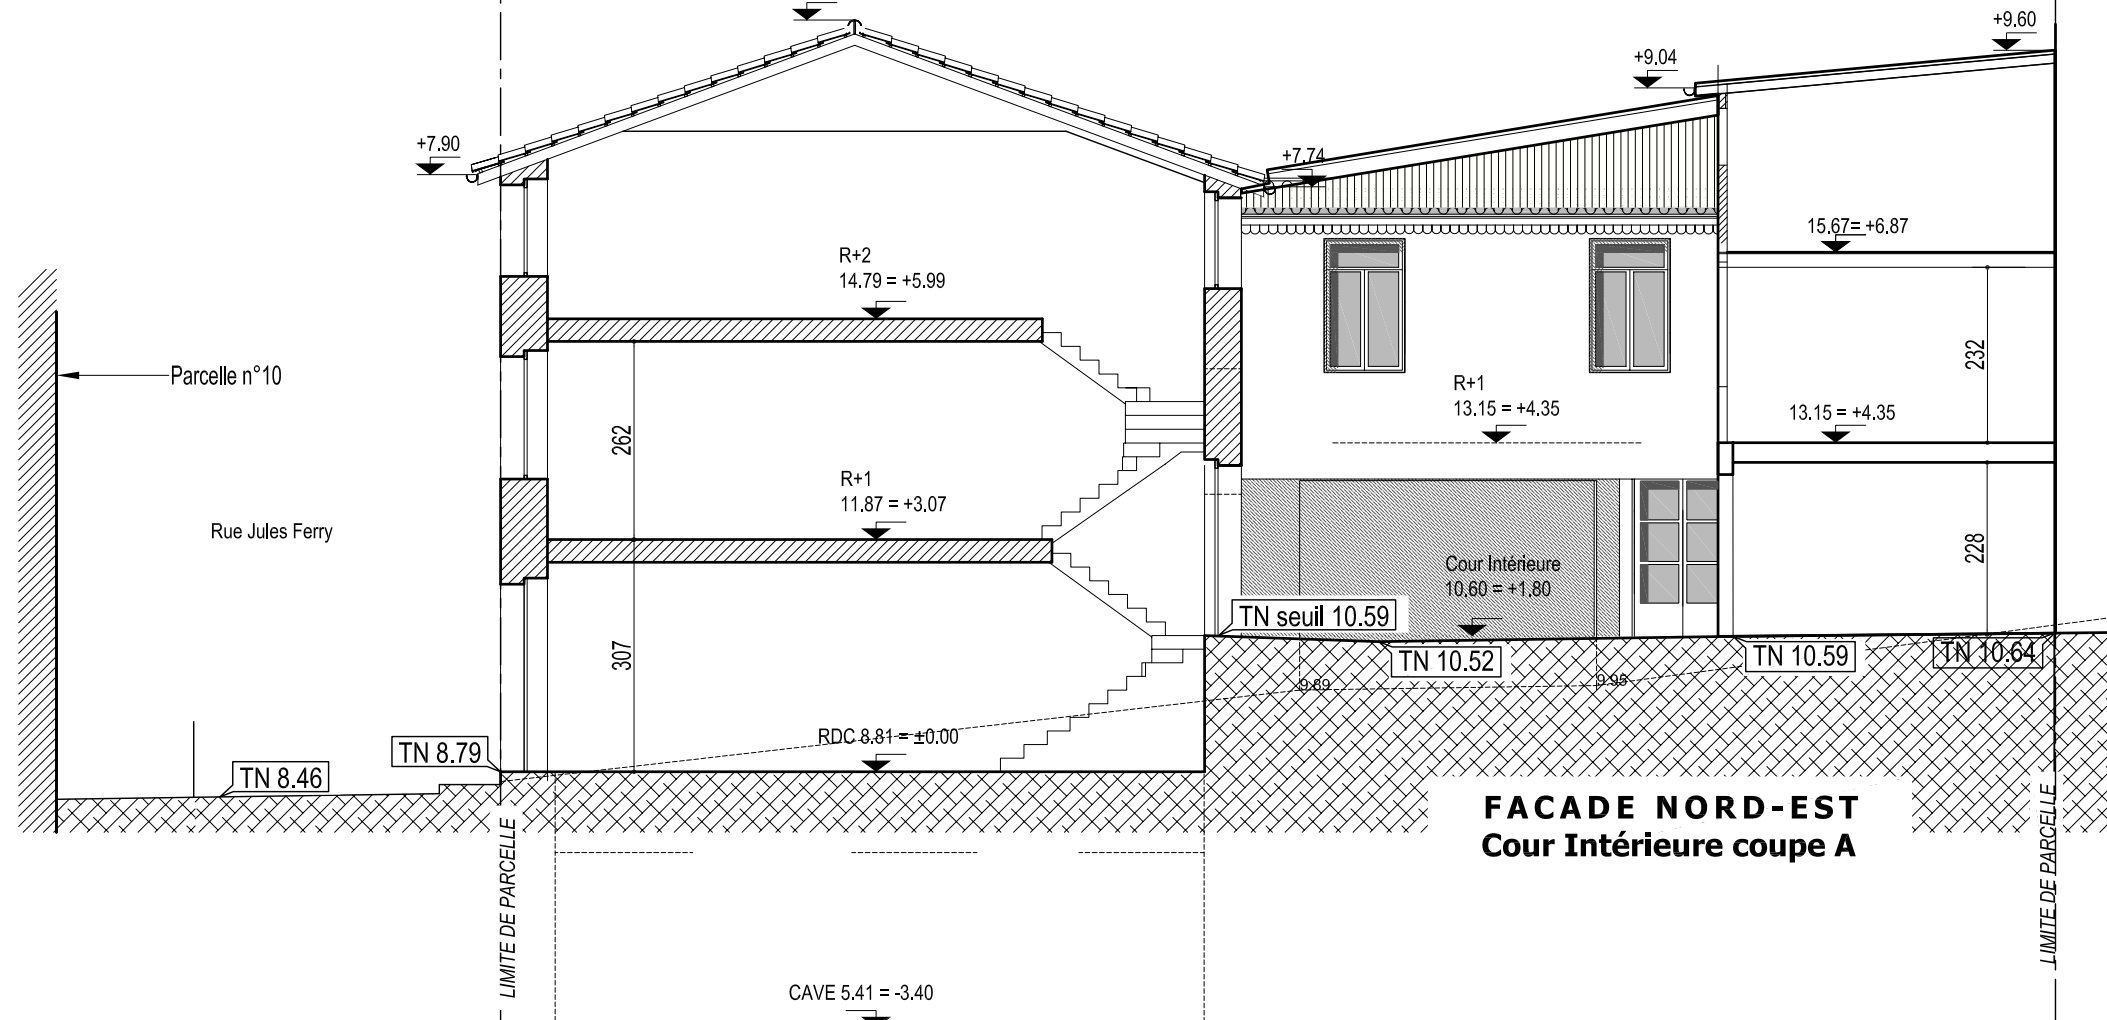 +9.60
+9.04
+7.90
+7.74
15.67= +6.87
R+2
14.79 = +5.99
232
Parcelle n°10
R+1
13.15 = +4.35
13.15 = +4.35
262
R+1
11.87 = +3.07
Rue Jules Ferry
228
Cour Intérieure
10.60 = +1.80
TN seuil 10.59
307
TN 10.52
TN 10.59
TN 10.64
9.89
9.95
RDC 8.81 = ±0.00
TN 8.79
TN 8.46
FACADE NORD-EST
Cour Intérieure coupe A
LIMITE DE PARCELLE
LIMITE DE PARCELLE
CAVE 5.41 = -3.40